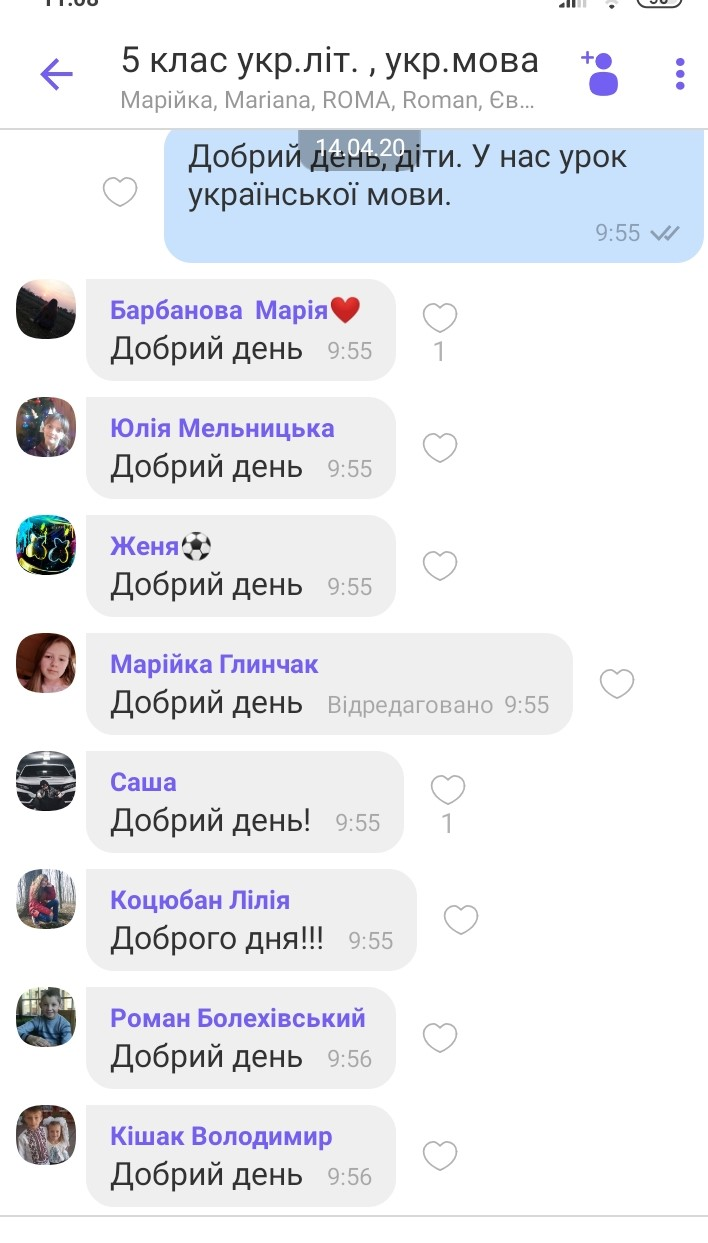 5 клас укр.літ. , укр.мова
Марійка, Mariana, ROMA, Roman, Єв...
14.04.20
Добрий день, діти. У нас урок
української мови.
9:55
Барбанова Марія❤️
Добрий день 9:55
1
Юлія Мельницька
Добрий день 9:55
Женя⚽
Добрий день 9:55
Марійка Глинчак
Добрий день Відредаговано 9:55
Саша
Добрий день! 9:55
1
Коцюбан Лілія
Доброго дня!!! 9:55
Роман Болехівський
Добрий день 9:56
Кішак Володимир
Добрий день 9:56